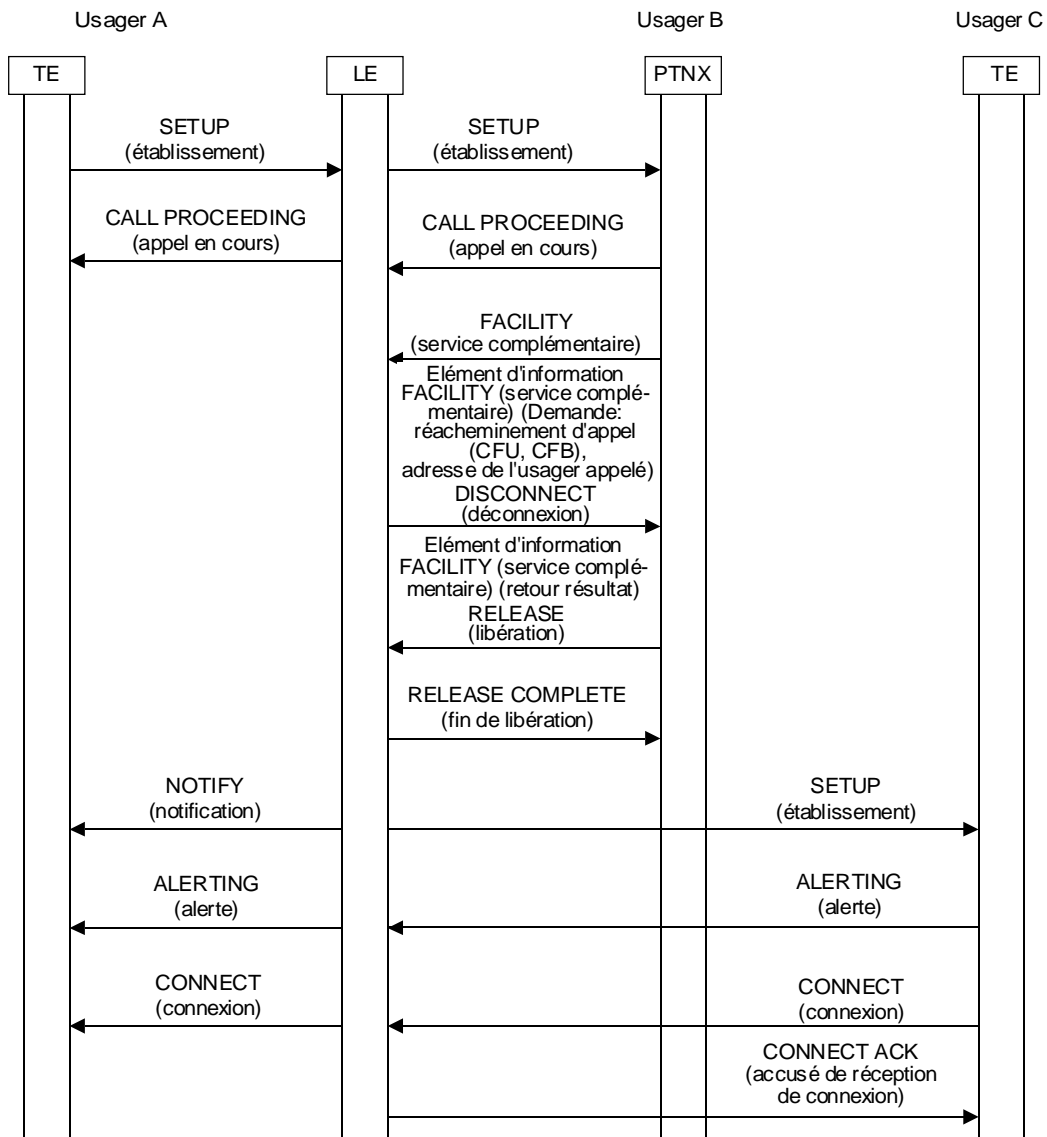 Usager A
Usager B
Usager C
TE
LE
PTNX
TE
SETUP
(établissement)
SETUP
(établissement)
CALL PROCEEDING
(appel en cours)
CALL PROCEEDING
(appel en cours)
FACILITY
(service complémentaire)
Elément d'information
FACILITY (service complé-
mentaire) (Demande:
réacheminement d'appel
(CFU, CFB),
adresse de l'usager appelé)
DISCONNECT
(déconnexion)
Elément d'information
FACILITY (service complé-
mentaire) (retour résultat)
RELEASE
(libération)
RELEASE COMPLETE
(fin de libération)
NOTIFY
(notification)
SETUP
(établissement)
ALERTING
(alerte)
ALERTING
(alerte)
CONNECT
(connexion)
CONNECT
(connexion)
CONNECT ACK
(accusé de réception
de connexion)